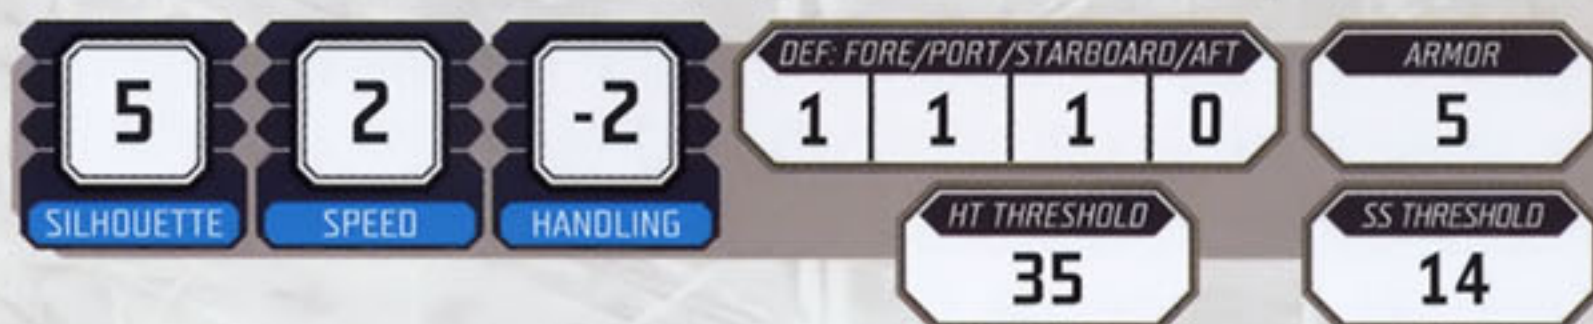 5 2 -2
SILHOUETTE SPEED HANDLING
DEF: FORE/PORT/STARBOARD/AFT
1 1 1 0
ARMOR
5
HT THRESHOLD
35
SS THRESHOLD
14